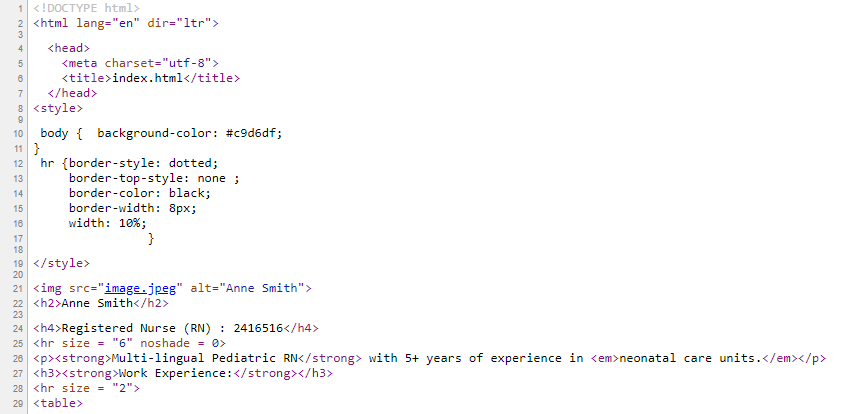 1 <!DOCTYPE html>
2 <html lang="en" dir="ltr">
3
4 <head>
5 <meta charset="utf-8">
6 <title>index.html</title>
7 </head>
8 <style>
9
10 body {  background-color: #c9d6df;
11 }
12 hr {border-style: dotted;
13 border-top-style: none ;
14 border-color: black;
15 border-width: 8px;
16 width: 10%;
17 }
18
19 </style>
20
21 <img src="image.jpeg" alt="Anne Smith">
22 <h2>Anne Smith</h2>
23
24 <h4>Registered Nurse (RN) : 2416516</h4>
25 <hr size = "6" noshade = 0>
26 <p><strong>Multi-lingual Pediatric RN</strong> with 5+ years of experience in <em>neonatal care units.</em></p>
27 <h3><strong>Work Experience:</strong></h3>
28 <hr size = "2">
29 <table>